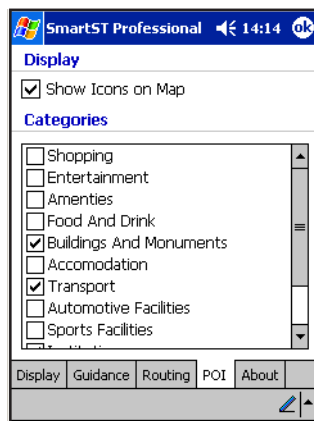 SmartST Professional 14:14 ok
Display
Show Icons on Map
Categories
Shopping
Entertainment
Amenties
Food And Drink
Buildings And Monuments
Accomodation
Transport
Automotive Facilities
Sports Facilities
Display Guidance Routing POI About